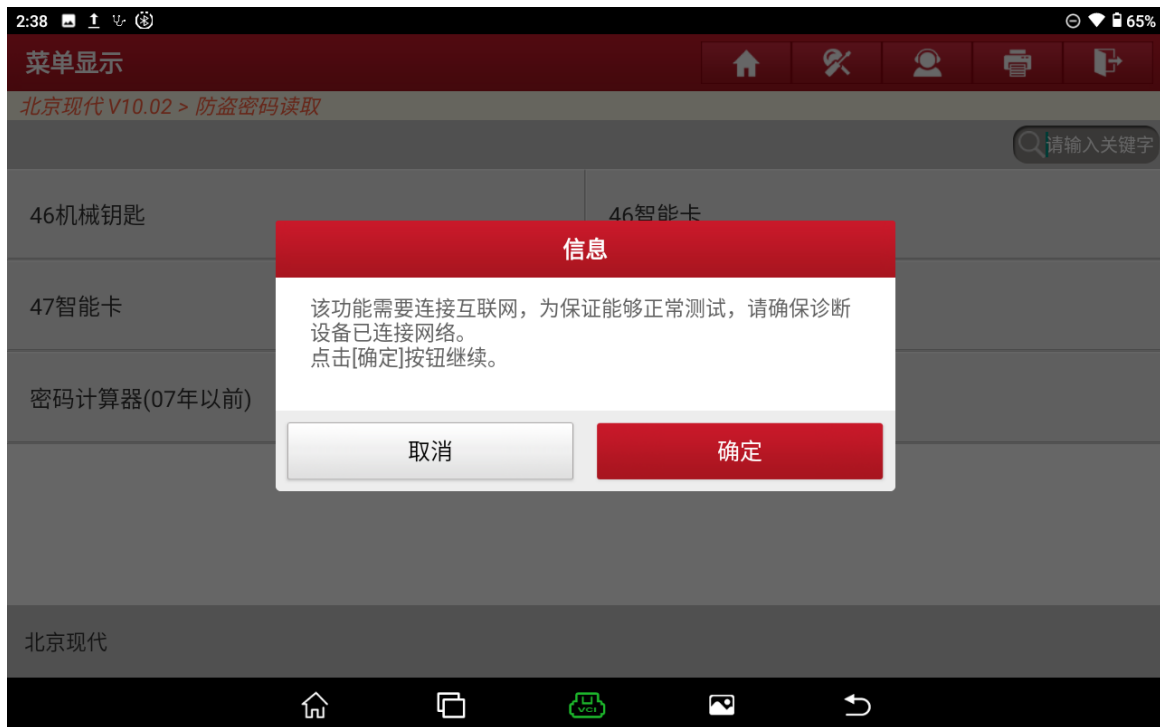 2:38
65%
菜单显示
北京现代 V10.02 > 防盗密码读取
请输入关键字
46机械钥匙
46智能卡
信息
47智能卡
该功能需要连接互联网，为保证能够正常测试，请确保诊断
设备已连接网络。
点击[确定]按钮继续。
密码计算器(07年以前)
取消
确定
北京现代
VCI